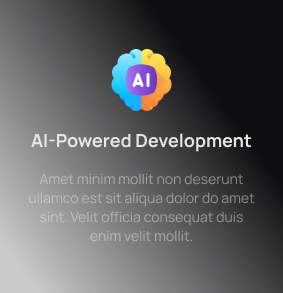 AI
AI-Powered Development
Amet minim mollit non deserunt
ullamco est sit aliqua dolor do amet
sint. Velit officia consequat duis
enim velit mollit.